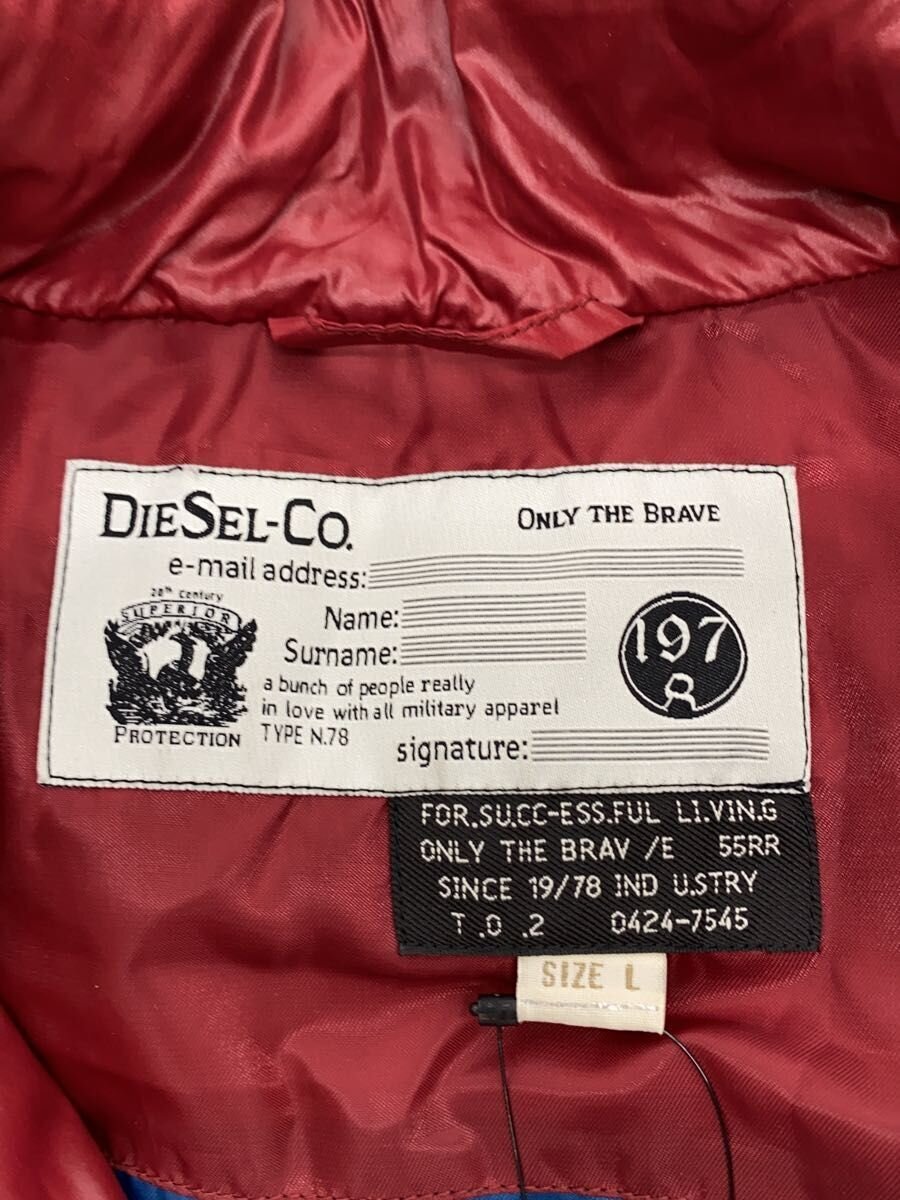 DIESEL-CO.
ONLY THE BRAVE
e-mail address:
20th Century
SUPERIOR
PROTECTION
Name:
Surname:
a bunch of people really
in love with all military apparel
TYPE N.78
signature:
197
8
FOR.SU.CC-ESS.FUL LI.VIN.G
ONLY THE BRAV /E 55RR
SINCE 19/78 IND U.STRY
T .O .2 0424-7545
SIZE L